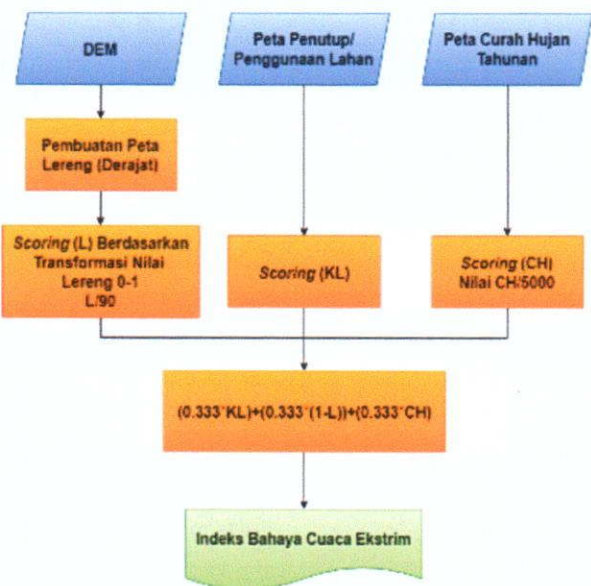 DEM
Peta Penutup/
Penggunaan Lahan
Peta Curah Hujan
Tahunan
Pembuatan Peta
Lereng (Derajat)
Scoring (L) Berdasarkan
Transformasi Nilai
Lereng 0-1
L/90
Scoring (KL)
Scoring (CH)
Nilai CH/5000
(0.333*KL)+(0.333*(1-L))+(0.333*CH)
Indeks Bahaya Cuaca Ekstrim